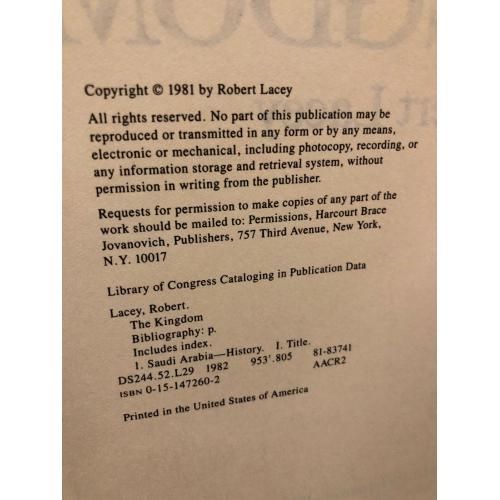 Copyright © 1981 by Robert Lacey
All rights reserved. No part of this publication may be
reproduced or transmitted in any form or by any means,
electronic or mechanical, including photocopy, recording, or
any information storage and retrieval system, without
permission in writing from the publisher.
Requests for permission to make copies of any part of the
work should be mailed to: Permissions, Harcourt Brace
Jovanovich, Publishers, 757 Third Avenue, New York,
N.Y. 10017
Library of Congress Cataloging in Publication Data
Lacey, Robert.
The Kingdom
Bibliography: p.
Includes index.
1. Saudi Arabia—History. I. Title.
DS244.52.L29 1982 953'.805 81-83741
ISBN 0-15-147260-2 AACR2
Printed in the United States of America